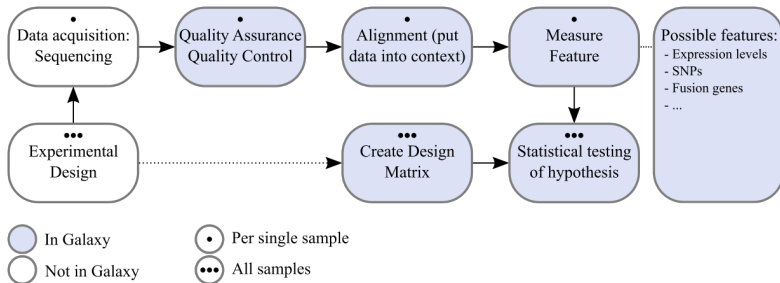 Data acquisition:
Sequencing
Quality Assurance
Quality Control
Alignment (put
data into context)
Measure
Feature
Possible features:
- Expression levels
- SNPs
- Fusion genes
- ...
Experimental
Design
Create Design
Matrix
Statistical testing
of hypothesis
In Galaxy
Per single sample
Not in Galaxy
All samples